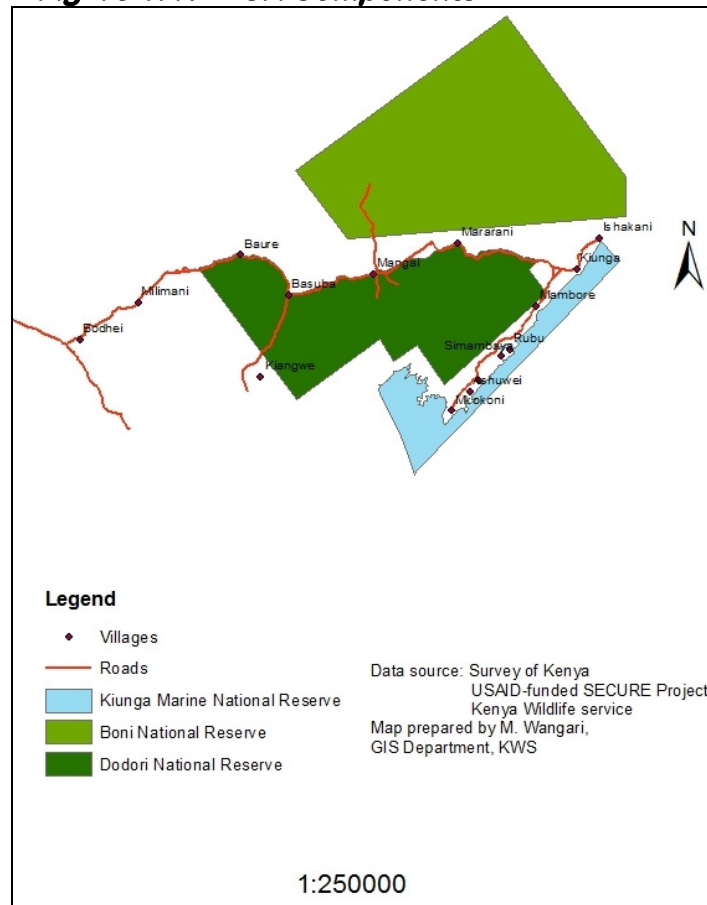 Components
Ishakani
Mararani
Baure
Kiunga
Mangai
Basuba
Milimani
Mambore
Bodhei
Rubu
Simambaya
Kiangwe
Mkokoni
Legend
Villages
Roads
Kiunga Marine National Reserve
Boni National Reserve
Dodori National Reserve
N
Data source: Survey of Kenya
USAID-funded SECURE Project
Kenya Wildlife service
Map prepared by M. Wangari,
GIS Department, KWS
1:250000